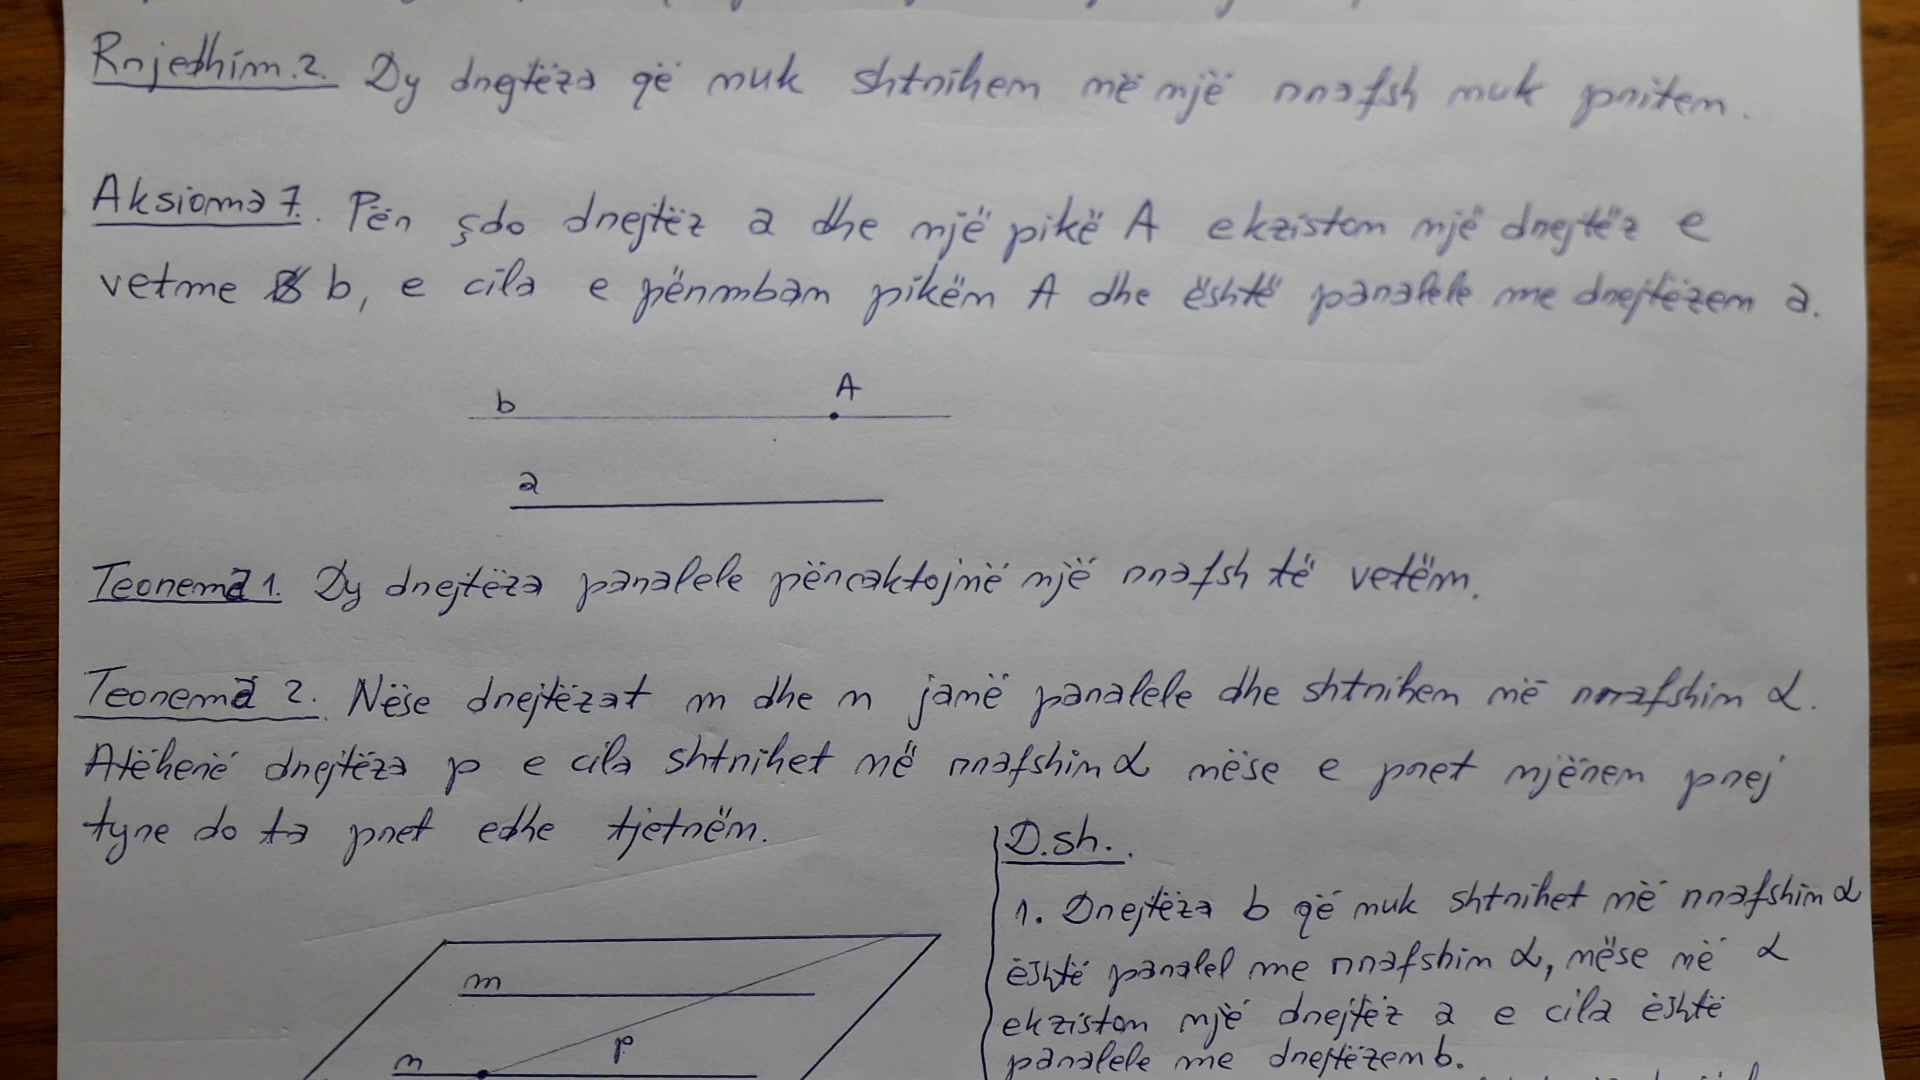 Rrjedhim.2. Dy drejtëza që nuk shtrihen në një rrafsh nuk priten.
Aksioma 7. Për çdo drejtëz a dhe një pikë A ekziston një drejtëz e
vetme b, e cila e përmban pikën A dhe është paralele me drejtëzen a.
b
A
a
Teorema 1. Dy drejtëza paralele përcaktojnë një rrafsh të vetëm.
Teorema 2. Nëse drejtëzat m dhe n janë paralele dhe shtrihen në rrafshin α.
Atëherë drejtëza p e cila shtrihet në rrafshin α nëse e pret njëren prej
tyre do ta pret edhe tjetrën.
m
p
n
D.sh.
1. Drejtëza b që nuk shtrihet në rrafshin α
është paralel me rrafshin α, nëse në α
ekziston një drejtëz a e cila është
paralele me drejtëzen b.